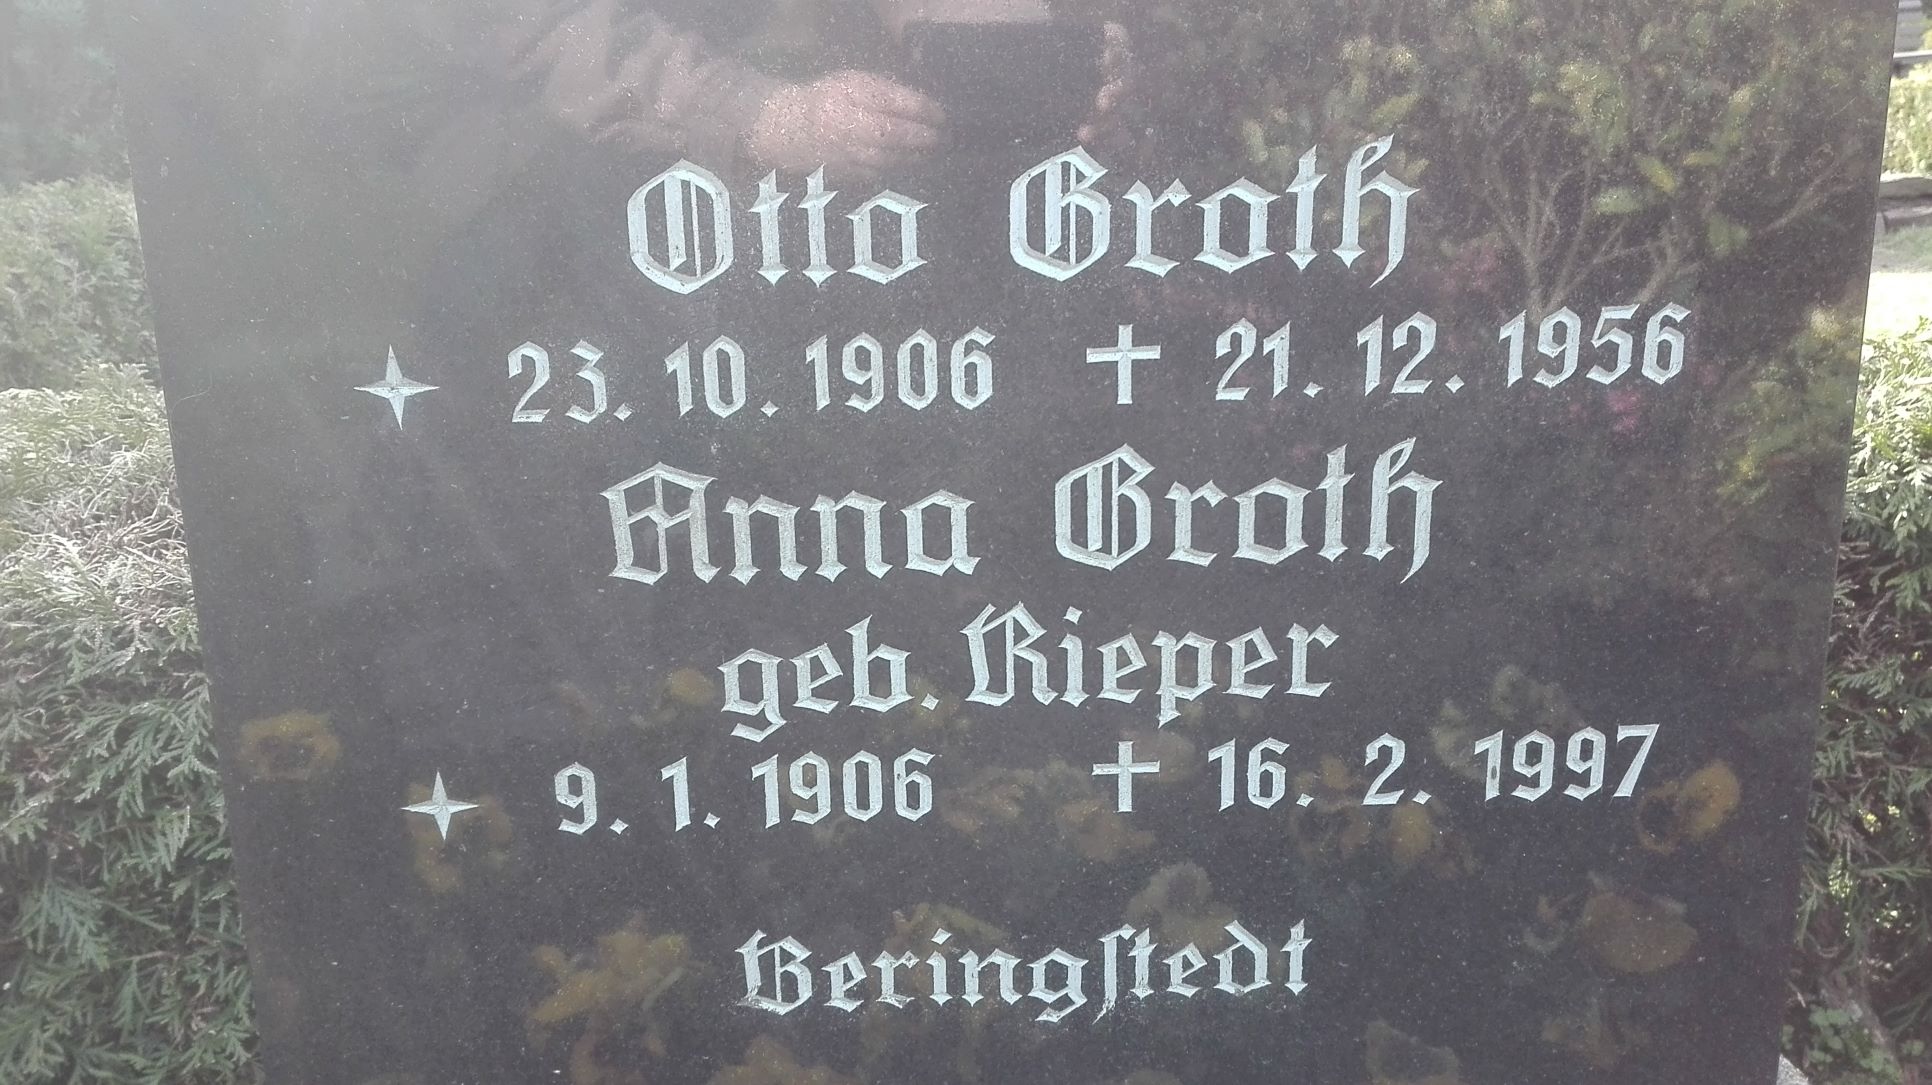 Otto Groth
✦ 23. 10. 1906 ✝ 21. 12. 1956
Anna Groth
geb. Rieper
✦ 9. 1. 1906 ✝ 16. 2. 1997
Beringſtedt